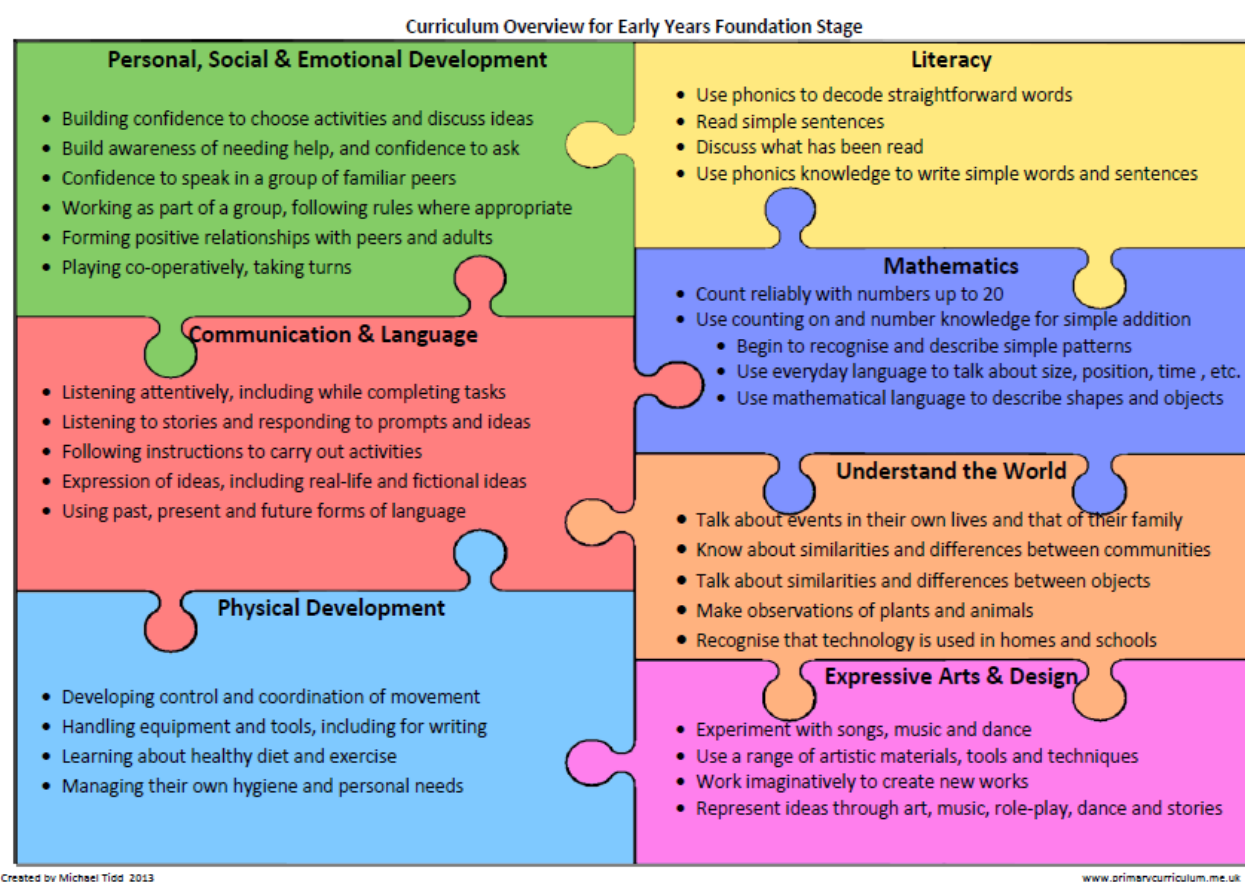 Curriculum Overview for Early Years Foundation Stage
Personal, Social & Emotional Development
• Building confidence to choose activities and discuss ideas
• Build awareness of needing help, and confidence to ask
• Confidence to speak in a group of familiar peers
• Working as part of a group, following rules where appropriate
• Forming positive relationships with peers and adults
• Playing co-operatively, taking turns
Communication & Language
• Listening attentively, including while completing tasks
• Listening to stories and responding to prompts and ideas
• Following instructions to carry out activities
• Expression of ideas, including real-life and fictional ideas
• Using past, present and future forms of language
Physical Development
• Developing control and coordination of movement
• Handling equipment and tools, including for writing
• Learning about healthy diet and exercise
• Managing their own hygiene and personal needs
Literacy
• Use phonics to decode straightforward words
• Read simple sentences
• Discuss what has been read
• Use phonics knowledge to write simple words and sentences
Mathematics
• Count reliably with numbers up to 20
• Use counting on and number knowledge for simple addition
• Begin to recognise and describe simple patterns
• Use everyday language to talk about size, position, time , etc.
• Use mathematical language to describe shapes and objects
Understand the World
• Talk about events in their own lives and that of their family
• Know about similarities and differences between communities
• Talk about similarities and differences between objects
• Make observations of plants and animals
• Recognise that technology is used in homes and schools
Expressive Arts & Design
• Experiment with songs, music and dance
• Use a range of artistic materials, tools and techniques
• Work imaginatively to create new works
• Represent ideas through art, music, role-play, dance and stories
Created by Michael Tidd 2013
www.primarycurriculum.me.uk